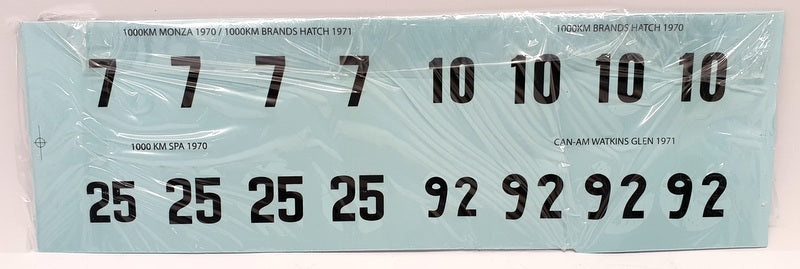 1000KM MONZA 1970 / 1000KM BRANDS HATCH 1971
1000KM BRANDS HATCH 1970
7 7 7 7 10 10 10 10
1000 KM SPA 1970
CAN-AM WATKINS GLEN 1971
25 25 25 25 92 92 92 92